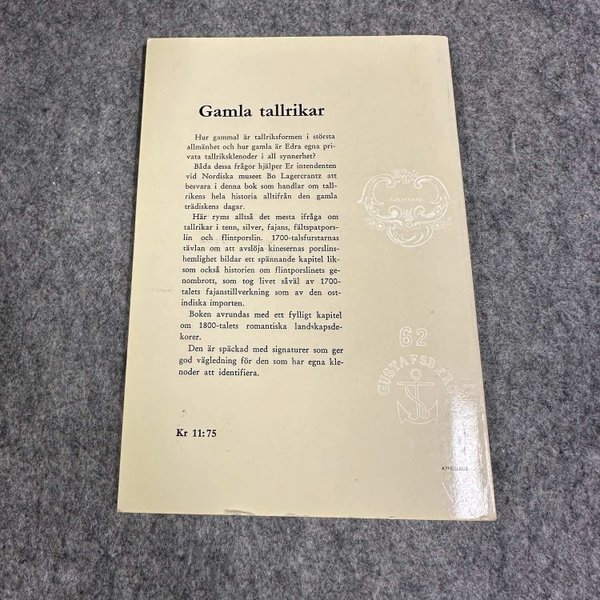 Gamla tallrikar
Hur gammal är tallriksformen i största
allmänhet och hur gamla är Edra egna pri-
vata tallriksklenoder i all synnerhet?
Båda dessa frågor hjälper Er intendenten
vid Nordiska museet Bo Lagercrantz att
besvara i denna bok som handlar om tall-
rikens hela historia alltifrån den gamla
trädiskens dagar.
Här ryms alltså det mesta ifråga om
tallrikar i tenn, silver, fajans, fältspatpors-
lin och flintporslin. 1700-talsfurstarnas
tävlan om att avslöja kinesernas porslins-
hemlighet bildar ett spännande kapitel lik-
som också historien om flintporslinets ge-
nombrott, som tog livet såväl av 1700-
talets fajanstillverkning som av den ost-
indiska importen.
Boken avrundas med ett fylligt kapitel
om 1800-talets romantiska landskapsde-
korer.
Den är späckad med signaturer som ger
god vägledning för den som har egna kle-
noder att identifiera.
Kr 11:75
62